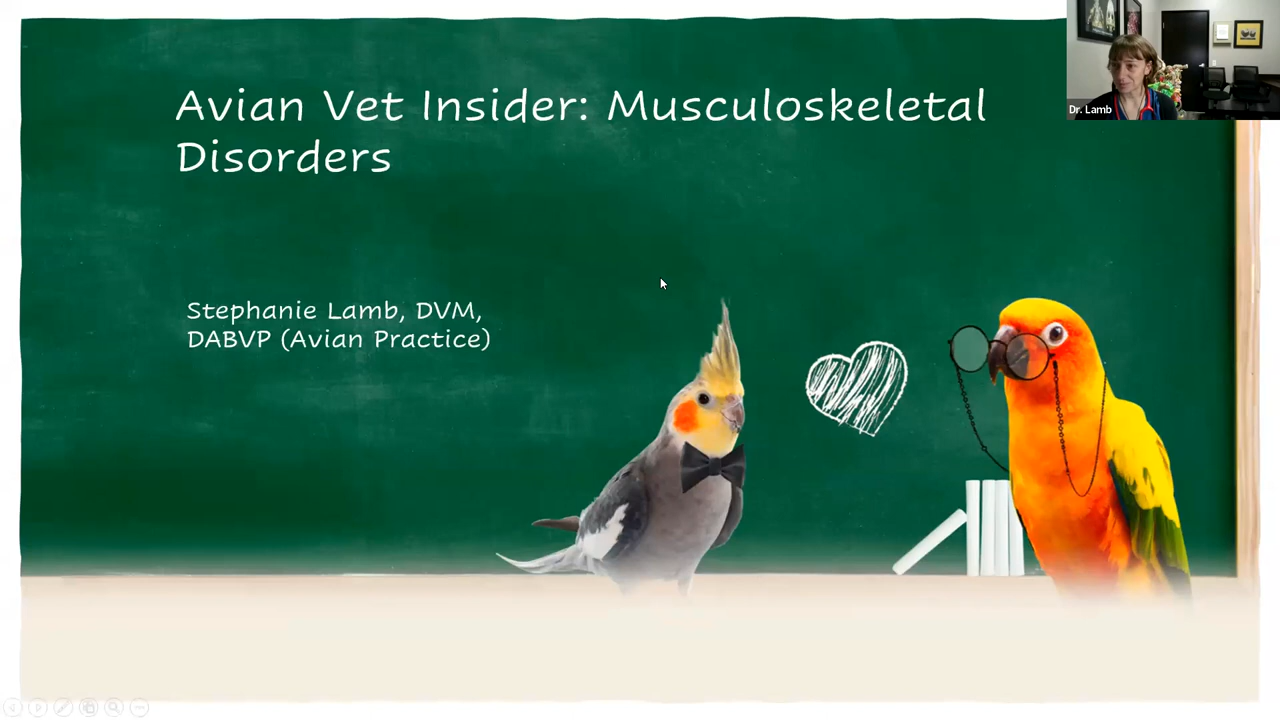 Avian Vet Insider: Musculoskeletal
Disorders
Dr. Lamb
Stephanie Lamb, DVM,
DABVP (Avian Practice)